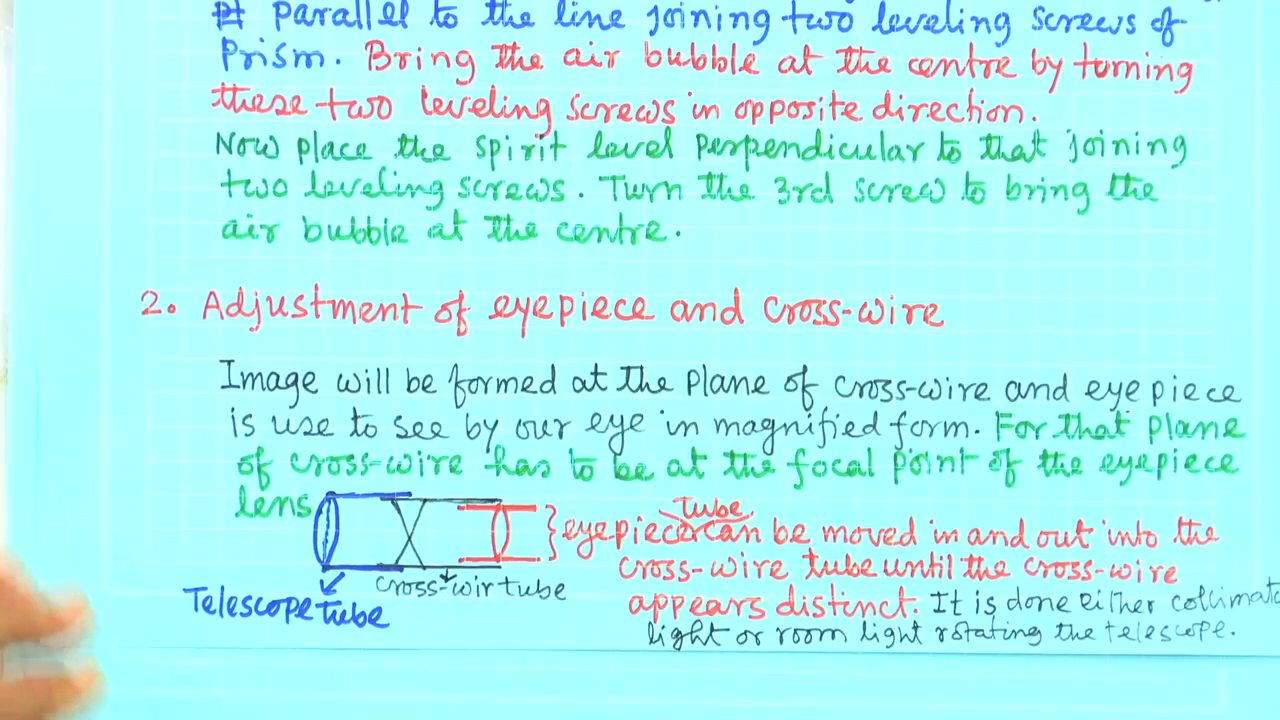 parallel to the line joining two leveling screws of
Prism. Bring the air bubble at the centre by turning
these two leveling screws in opposite direction.
Now place the spirit level perpendicular to that joining
two leveling screws. Turn the 3rd screw to bring the
air bubble at the centre.
2. Adjustment of eyepiece and cross-wire
Image will be formed at the plane of cross-wire and eyepiece
is use to see by our eye in magnified form. For that plane
of cross-wire has to be at the focal point of the eyepiece
lens
Tube
eyepiece can be moved in and out into the
cross-wire tube until the cross-wire
appears distinct. It is done either collimato
light or room light rotating the telescope.
cross-wir tube
Telescope Tube